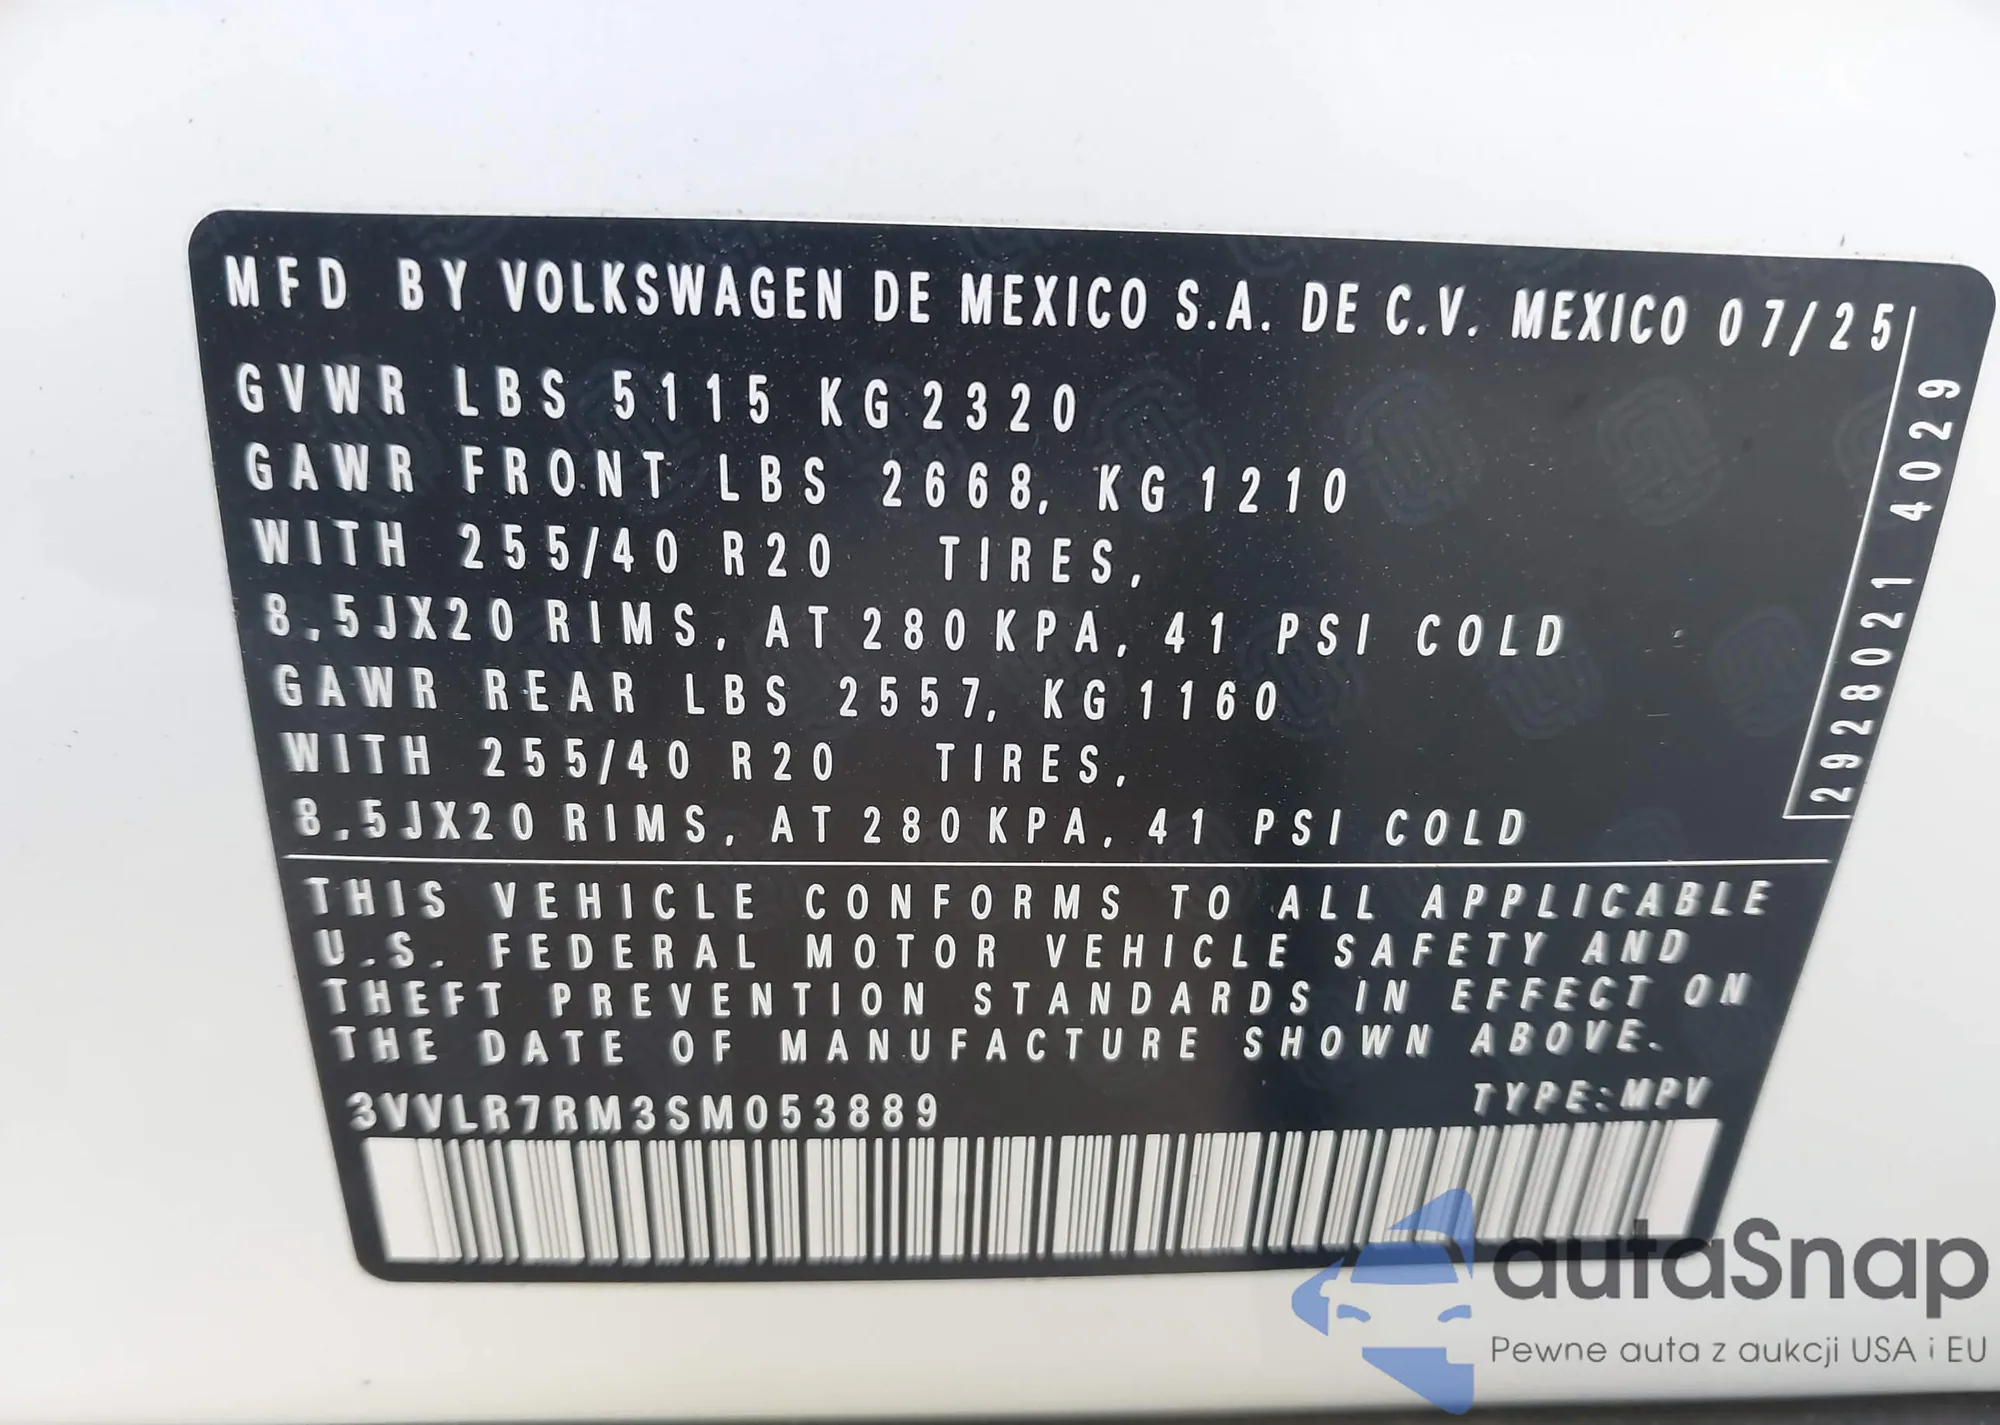 MFD BY VOLKSWAGEN DE MEXICO S.A. DE C.V. MEXICO 07/25
GVWR LBS 5115 KG 2320
GAWR FRONT LBS 2668, KG 1210
WITH 255/40 R20 TIRES,
8,5JX20 RIMS, AT 280 KPA, 41 PSI COLD
GAWR REAR LBS 2557, KG 1160
WITH 255/40 R20 TIRES,
8,5JX20 RIMS, AT 280 KPA, 41 PSI COLD
2928021 4029
THIS VEHICLE CONFORMS TO ALL APPLICABLE
U.S. FEDERAL MOTOR VEHICLE SAFETY AND
THEFT PREVENTION STANDARDS IN EFFECT ON
THE DATE OF MANUFACTURE SHOWN ABOVE.
3VVLR7RM3SM053889 TYPE:MPV
autaSnap
Pewne auta z aukcji USA i EU